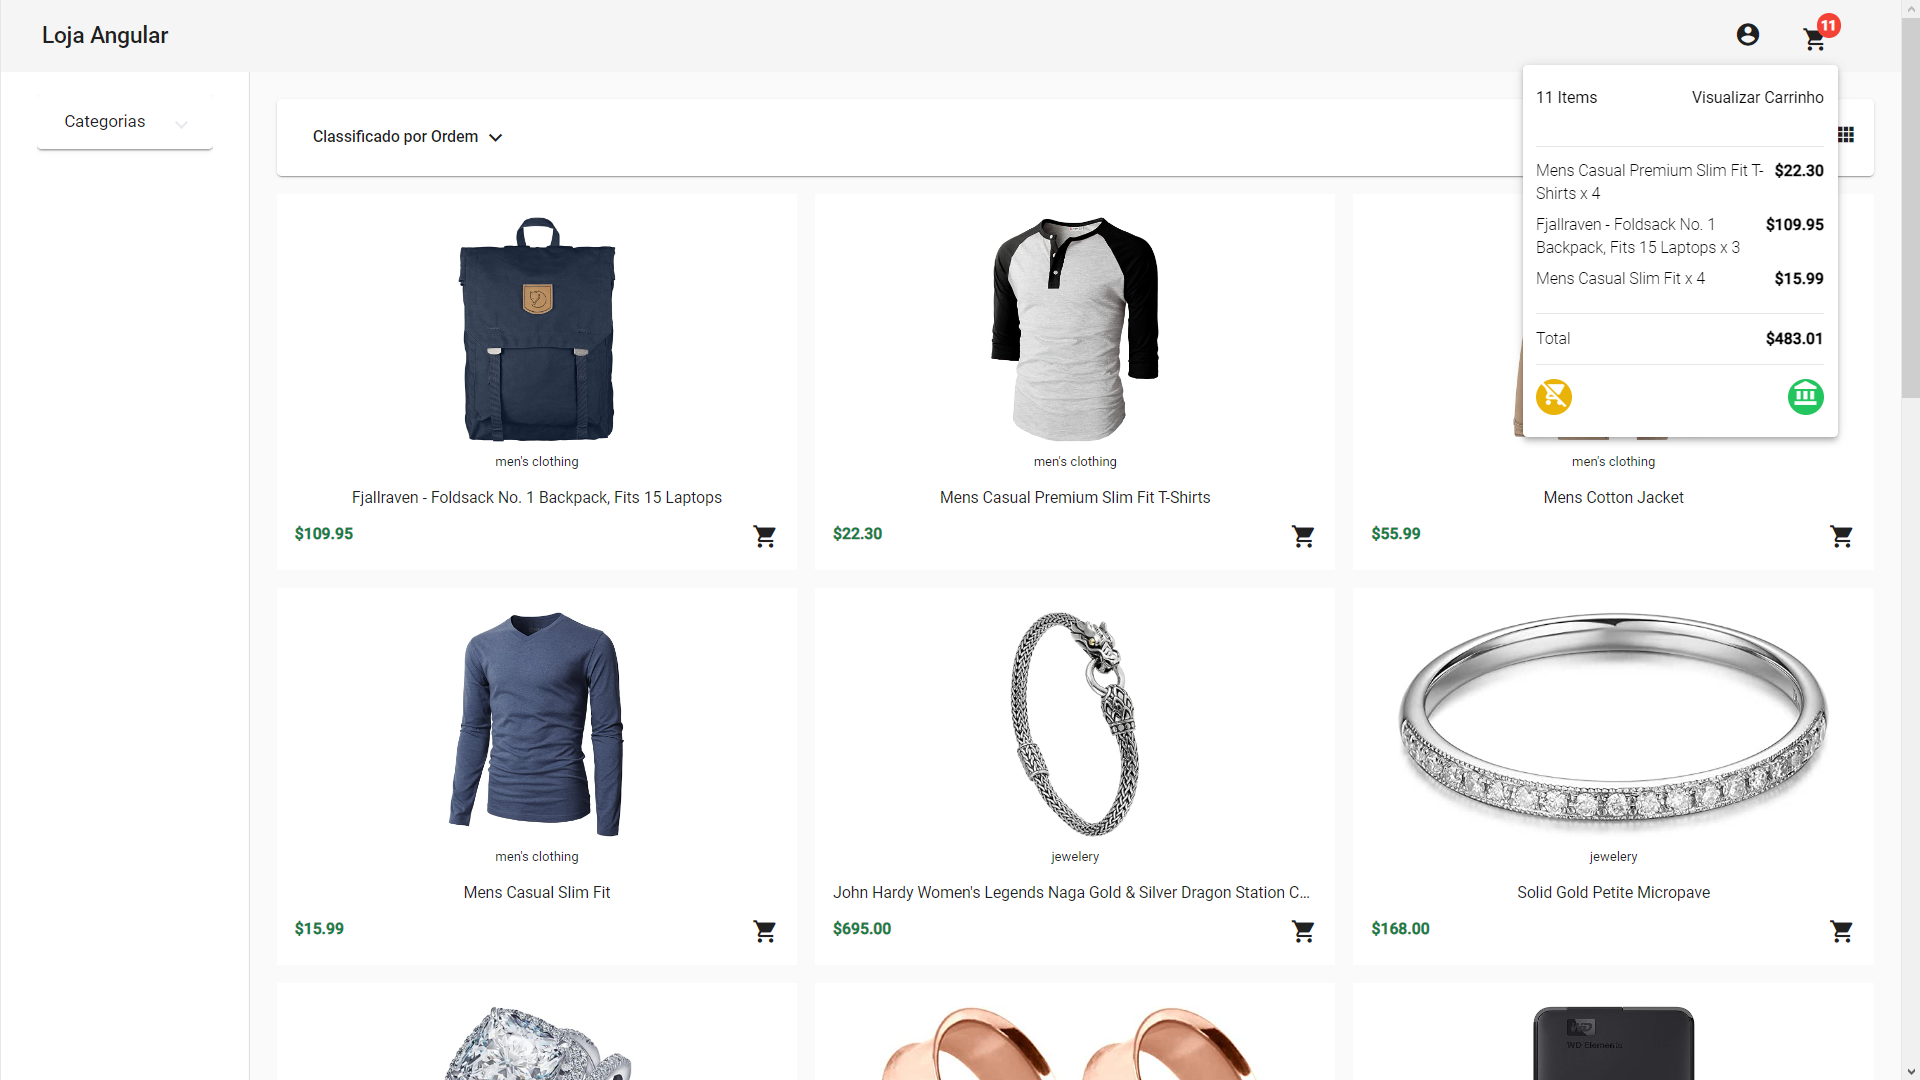 Loja Angular
11
Categorias
Classificado por Ordem
11 Items
Visualizar Carrinho
Mens Casual Premium Slim Fit T-
Shirts x 4
$22.30
Fjallraven - Foldsack No. 1
Backpack, Fits 15 Laptops x 3
$109.95
Mens Casual Slim Fit x 4
$15.99
Total
$483.01
men's clothing
Fjallraven - Foldsack No. 1 Backpack, Fits 15 Laptops
$109.95
men's clothing
Mens Casual Premium Slim Fit T-Shirts
$22.30
men's clothing
Mens Cotton Jacket
$55.99
men's clothing
Mens Casual Slim Fit
$15.99
jewelery
John Hardy Women's Legends Naga Gold & Silver Dragon Station C...
$695.00
jewelery
Solid Gold Petite Micropave
$168.00
WD
WD Elements